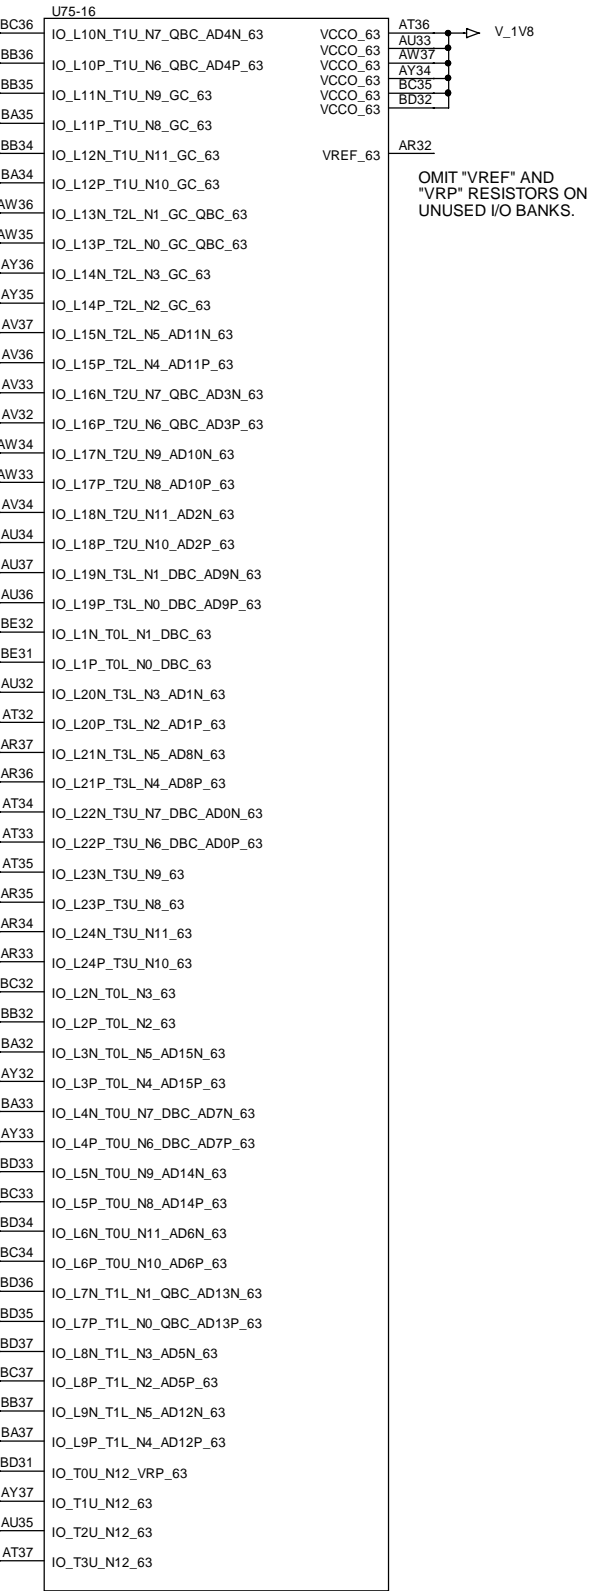 U75-16
BC36 IO_L10N_T1U_N7_QBC_AD4N_63 VCCO_63 AT36 V_1V8
VCCO_63 AU33
BB36 IO_L10P_T1U_N6_QBC_AD4P_63 VCCO_63 AW37
VCCO_63 AY34
BB35 IO_L11N_T1U_N9_GC_63 VCCO_63 BC35
VCCO_63 BD32
BA35 IO_L11P_T1U_N8_GC_63
BB34 IO_L12N_T1U_N11_GC_63 VREF_63 AR32
BA34 IO_L12P_T1U_N10_GC_63
OMIT "VREF" AND
"VRP" RESISTORS ON
UNUSED I/O BANKS.
AW36 IO_L13N_T2L_N1_GC_QBC_63
AW35 IO_L13P_T2L_N0_GC_QBC_63
AY36 IO_L14N_T2L_N3_GC_63
AY35 IO_L14P_T2L_N2_GC_63
AV37 IO_L15N_T2L_N5_AD11N_63
AV36 IO_L15P_T2L_N4_AD11P_63
AV33 IO_L16N_T2U_N7_QBC_AD3N_63
AV32 IO_L16P_T2U_N6_QBC_AD3P_63
AW34 IO_L17N_T2U_N9_AD10N_63
AW33 IO_L17P_T2U_N8_AD10P_63
AV34 IO_L18N_T2U_N11_AD2N_63
AU34 IO_L18P_T2U_N10_AD2P_63
AU37 IO_L19N_T3L_N1_DBC_AD9N_63
AU36 IO_L19P_T3L_N0_DBC_AD9P_63
BE32 IO_L1N_T0L_N1_DBC_63
BE31 IO_L1P_T0L_N0_DBC_63
AU32 IO_L20N_T3L_N3_AD1N_63
AT32 IO_L20P_T3L_N2_AD1P_63
AR37 IO_L21N_T3L_N5_AD8N_63
AR36 IO_L21P_T3L_N4_AD8P_63
AT34 IO_L22N_T3U_N7_DBC_AD0N_63
AT33 IO_L22P_T3U_N6_DBC_AD0P_63
AT35 IO_L23N_T3U_N9_63
AR35 IO_L23P_T3U_N8_63
AR34 IO_L24N_T3U_N11_63
AR33 IO_L24P_T3U_N10_63
BC32 IO_L2N_T0L_N3_63
BB32 IO_L2P_T0L_N2_63
BA32 IO_L3N_T0L_N5_AD15N_63
AY32 IO_L3P_T0L_N4_AD15P_63
BA33 IO_L4N_T0U_N7_DBC_AD7N_63
AY33 IO_L4P_T0U_N6_DBC_AD7P_63
BD33 IO_L5N_T0U_N9_AD14N_63
BC33 IO_L5P_T0U_N8_AD14P_63
BD34 IO_L6N_T0U_N11_AD6N_63
BC34 IO_L6P_T0U_N10_AD6P_63
BD36 IO_L7N_T1L_N1_QBC_AD13N_63
BD35 IO_L7P_T1L_N0_QBC_AD13P_63
BD37 IO_L8N_T1L_N3_AD5N_63
BC37 IO_L8P_T1L_N2_AD5P_63
BB37 IO_L9N_T1L_N5_AD12N_63
BA37 IO_L9P_T1L_N4_AD12P_63
BD31 IO_T0U_N12_VRP_63
AY37 IO_T1U_N12_63
AU35 IO_T2U_N12_63
AT37 IO_T3U_N12_63